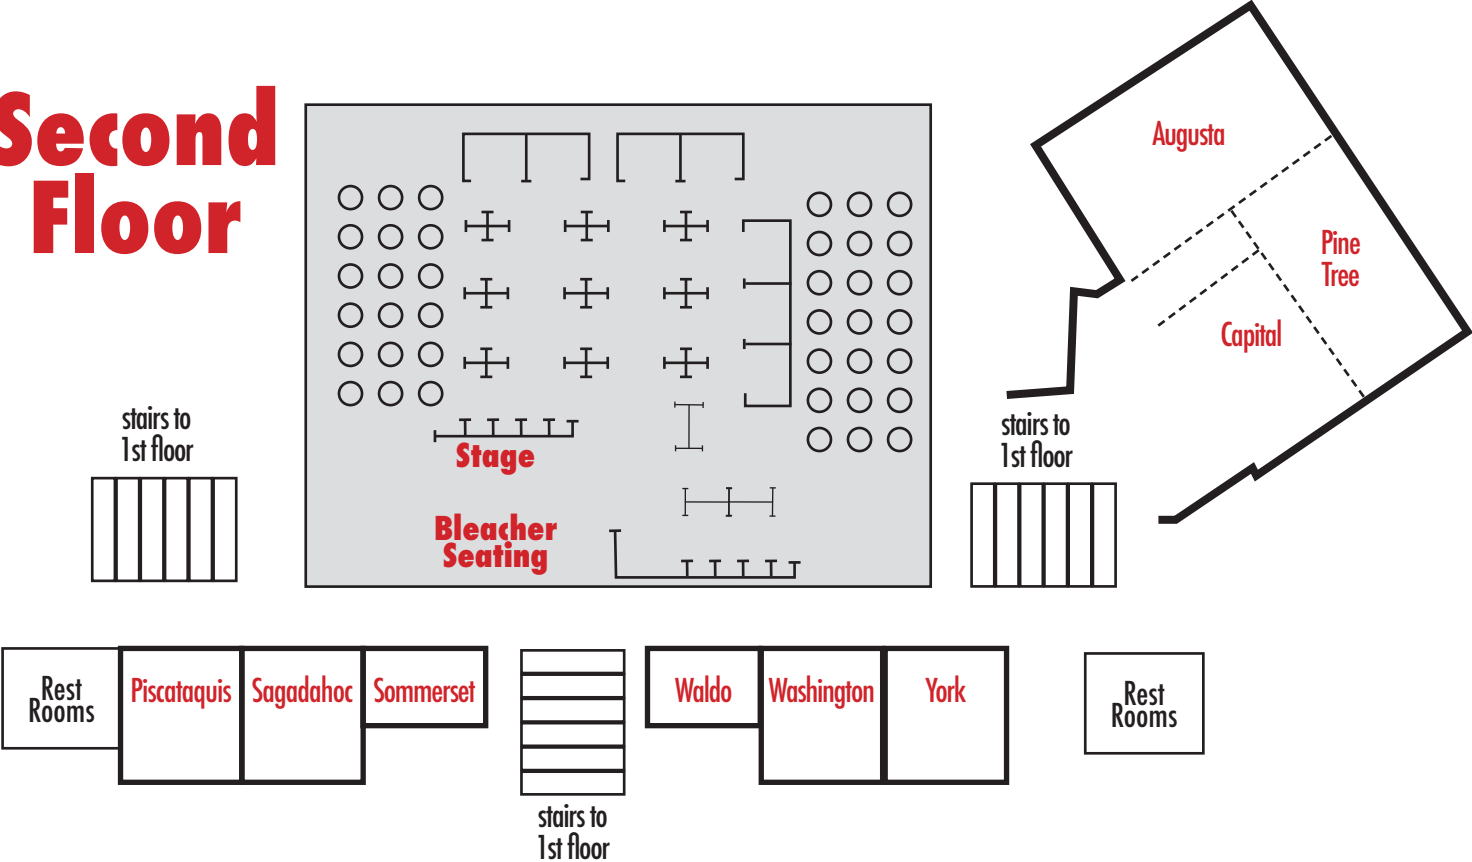 Second
Floor
Augusta
Pine
Tree
Capital
stairs to
1st floor
stairs to
1st floor
Stage
Bleacher
Seating
Rest
Rooms
Piscataquis
Sagadahoc
Sommerset
Waldo
Washington
York
Rest
Rooms
stairs to
1st floor